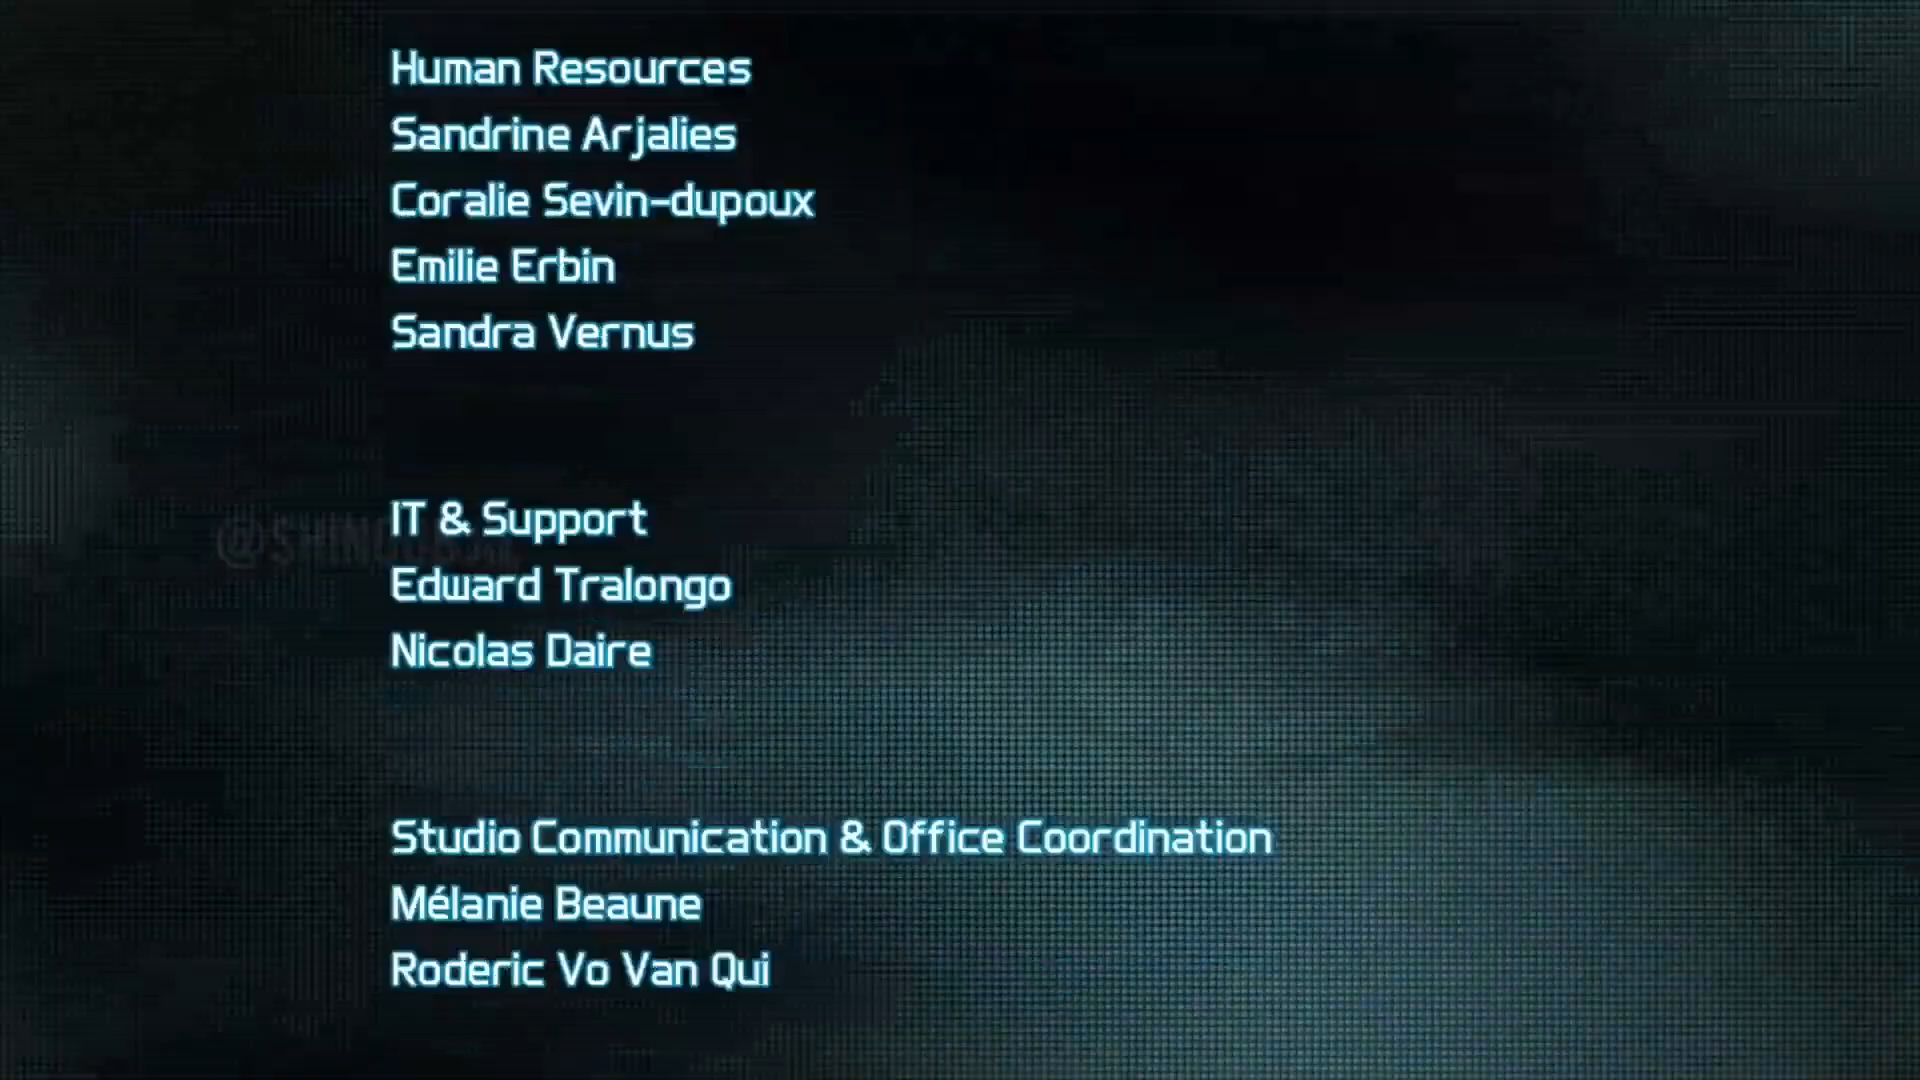 Human Resources
Sandrine Arjalies
Coralie Sevin-dupoux
Emilie Erbin
Sandra Vernus
IT & Support
Edward Tralongo
Nicolas Daire
Studio Communication & Office Coordination
Mélanie Beaune
Roderic Vo Van Qui